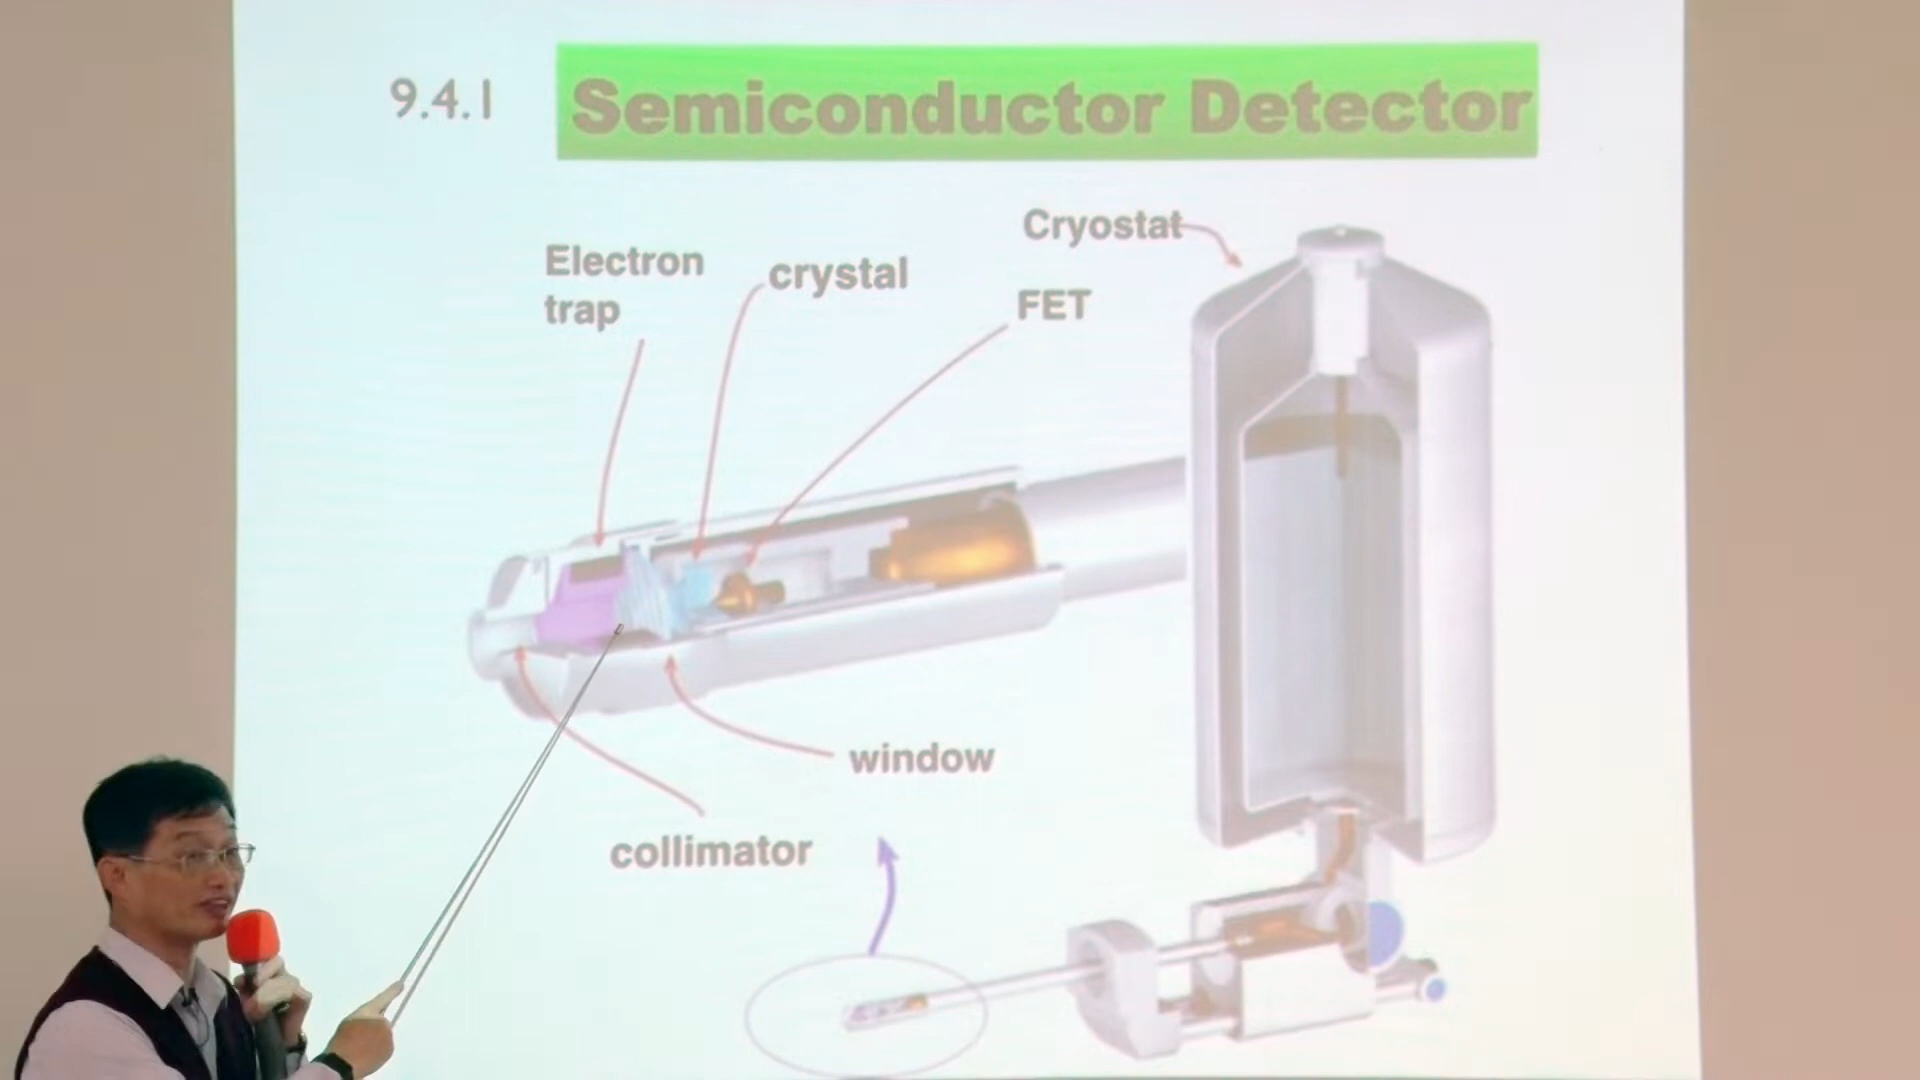 9.4.1 Semiconductor Detector
Cryostat
Electron
trap
crystal
FET
window
collimator